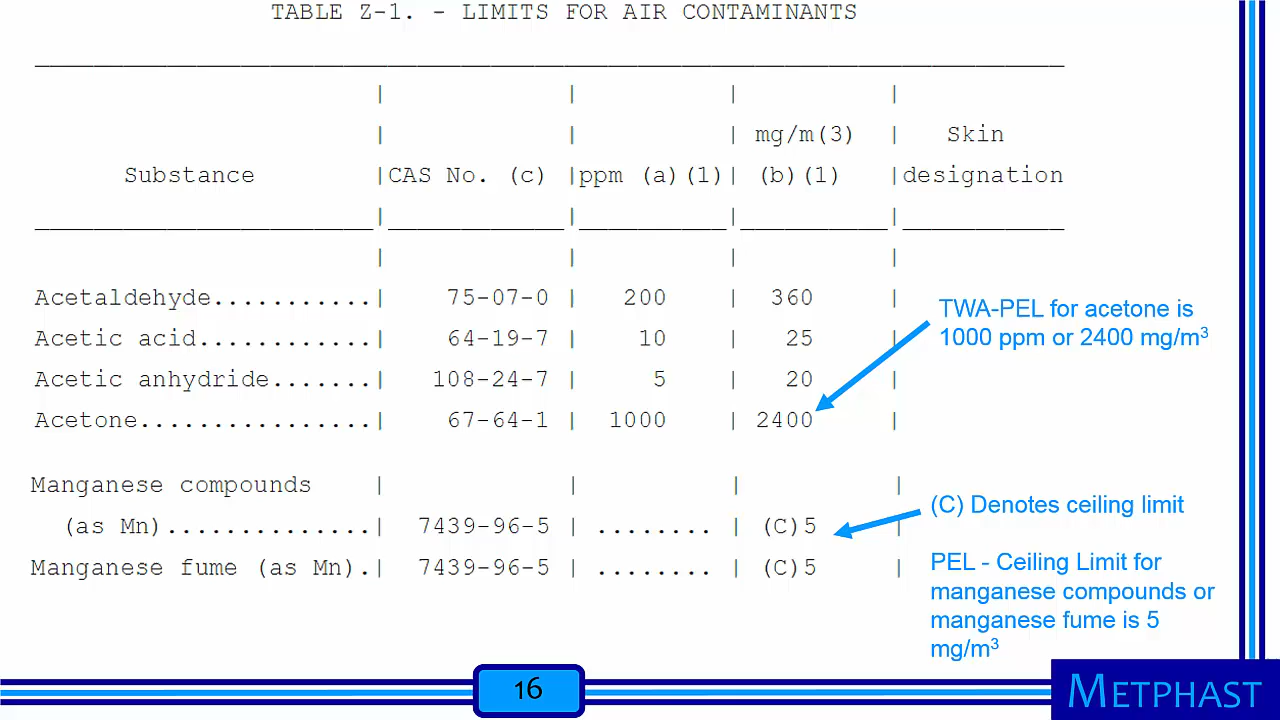 TABLE Z-1. - LIMITS FOR AIR CONTAMINANTS
mg/m(3) Skin
Substance |CAS No. (c) |ppm (a)(1)| (b)(1) |designation
Acetaldehyde...........| 75-07-0 | 200 | 360 |
Acetic acid............| 64-19-7 | 10 | 25 |
Acetic anhydride.......| 108-24-7 | 5 | 20 |
Acetone................| 67-64-1 | 1000 | 2400 |
TWA-PEL for acetone is
1000 ppm or 2400 mg/m³
Manganese compounds | | | |
(as Mn)..............| 7439-96-5 | ........ | (C)5 |
Manganese fume (as Mn).| 7439-96-5 | ........ | (C)5 |
(C) Denotes ceiling limit
PEL - Ceiling Limit for
manganese compounds or
manganese fume is 5
mg/m³
16
METPHAST